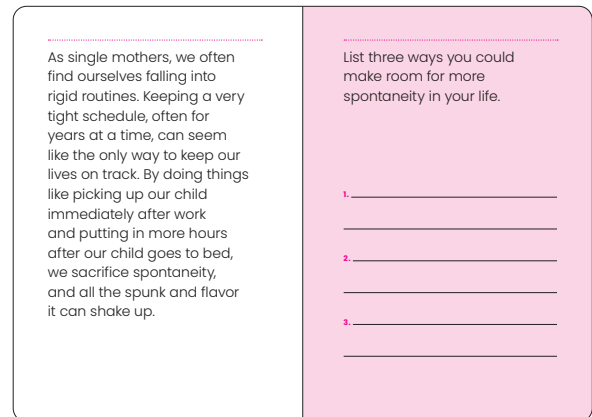 As single mothers, we often
find ourselves falling into
rigid routines. Keeping a very
tight schedule, often for
years at a time, can seem
like the only way to keep our
lives on track. By doing things
like picking up our child
immediately after work
and putting in more hours
after our child goes to bed,
we sacrifice spontaneity,
and all the spunk and flavor
it can shake up.
List three ways you could
make room for more
spontaneity in your life.
1.
2.
3.